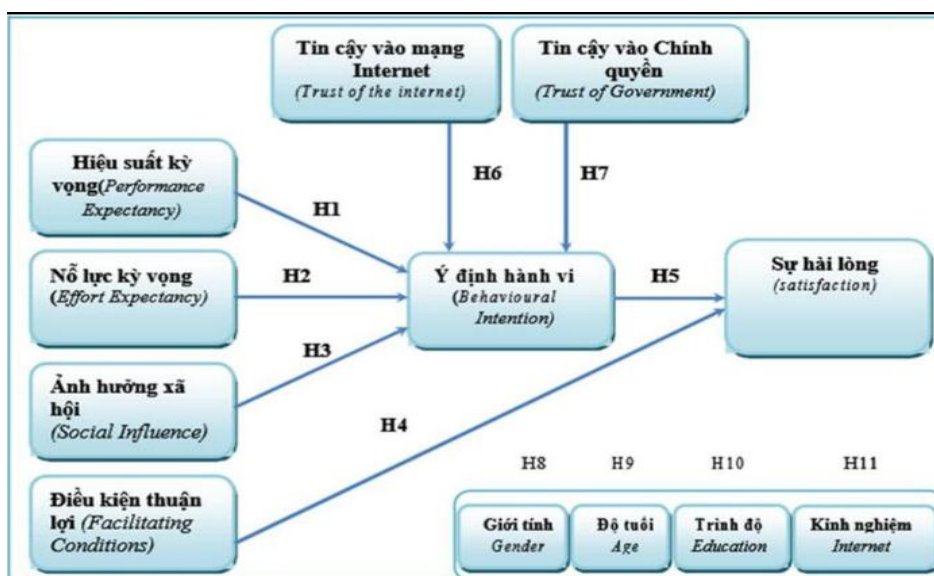 Tin cậy vào mạng
Internet
(Trust of the internet)
Tin cậy vào Chính
quyền
(Trust of Government)
Hiệu suất kỳ
vọng(Performance
Expectancy)
H6
H7
H1
Nỗ lực kỳ vọng
(Effort Expectancy)
H2
Ý định hành vi
(Behavioural
Intention)
H5
Sự hài lòng
(satisfaction)
H3
Ảnh hưởng xã
hội
(Social Influence)
H4
Điều kiện thuận
lợi (Facilitating
Conditions)
H8 H9 H10 H11
Giới tính
Gender
Độ tuổi
Age
Trình độ
Education
Kinh nghiệm
Internet